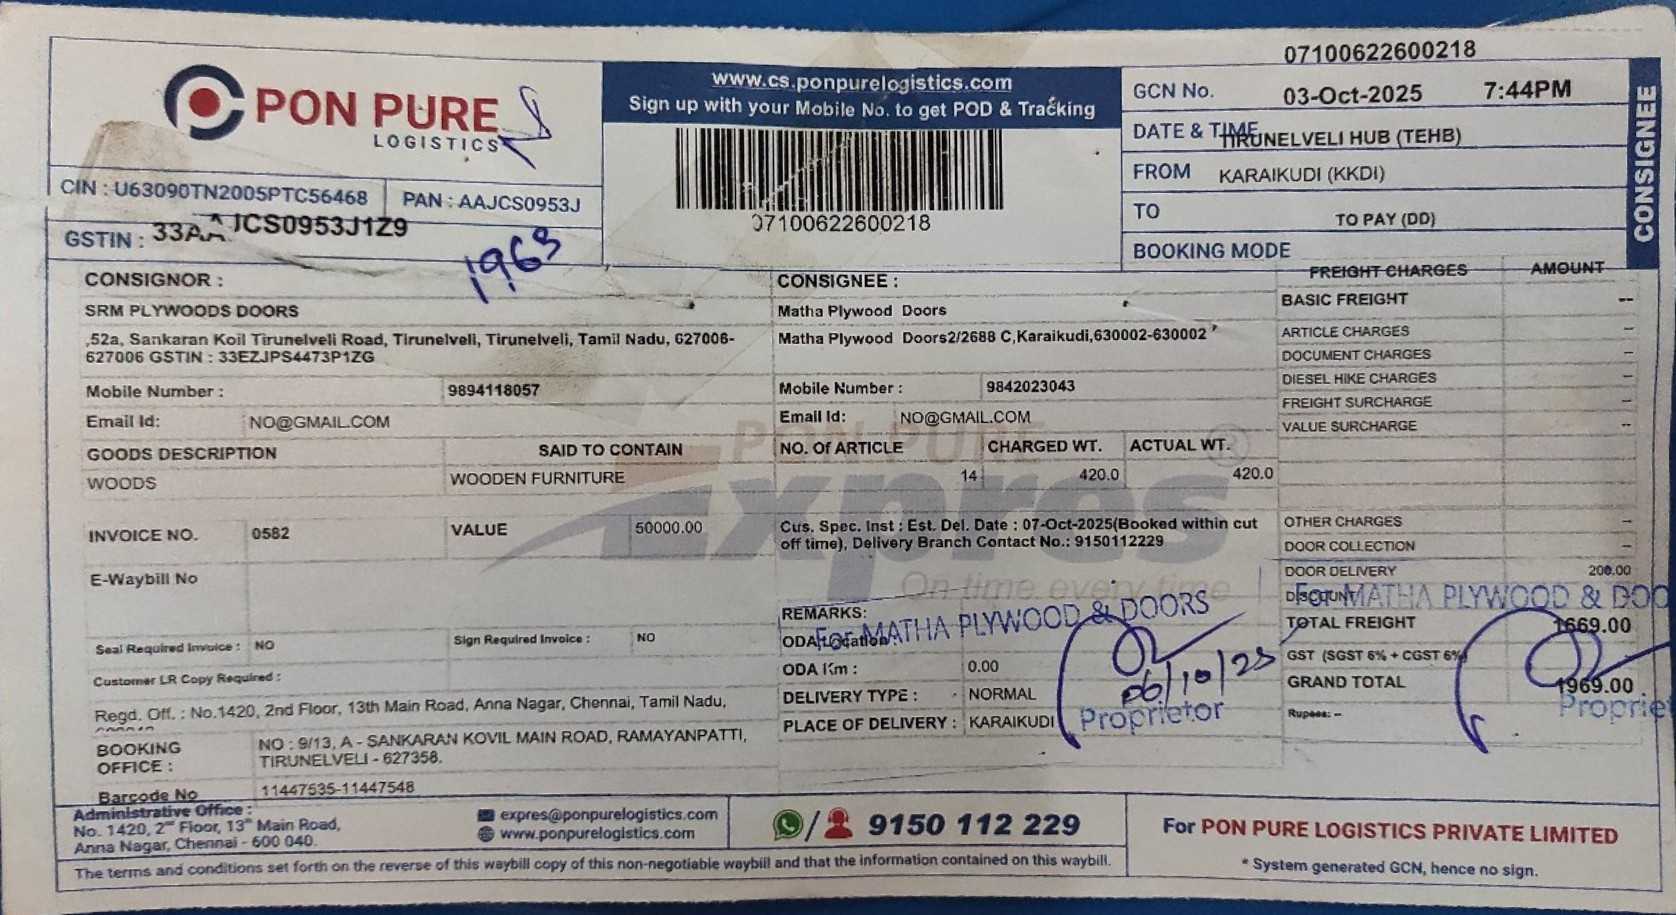 PON PURE
LOGISTICS
www.cs.ponpurelogistics.com
Sign up with your Mobile No. to get POD & Tracking
07100622600218
07100622600218
GCN No. 03-Oct-2025 7:44PM
DATE & TIME TIRUNELVELI HUB (TEHB)
FROM KARAIKUDI (KKDI)
TO TO PAY (DD)
BOOKING MODE
CONSIGNEE
CIN : U63090TN2005PTC56468 PAN : AAJCS0953J
GSTIN : 33AAJCS0953J1Z9
1963
CONSIGNOR :
SRM PLYWOODS DOORS
,52a, Sankaran Koil Tirunelveli Road, Tirunelveli, Tirunelveli, Tamil Nadu, 627006-
627006 GSTIN : 33EZJPS4473P1ZG
Mobile Number : 9894118057
Email Id: NO@GMAIL.COM
CONSIGNEE :
Matha Plywood Doors
Matha Plywood Doors2/2688 C,Karaikudi,630002-630002
Mobile Number : 9842023043
Email Id: NO@GMAIL.COM
GOODS DESCRIPTION SAID TO CONTAIN NO. Of ARTICLE CHARGED WT. ACTUAL WT.
WOODS WOODEN FURNITURE 14 420.0 420.0
PON PURE
Expres
On time every time
INVOICE NO. 0582 VALUE 50000.00
E-Waybill No
Seal Required Invoice : NO Sign Required Invoice : NO
Customer LR Copy Required :
Regd. Off. : No.1420, 2nd Floor, 13th Main Road, Anna Nagar, Chennai, Tamil Nadu,
BOOKING OFFICE : NO : 9/13, A - SANKARAN KOVIL MAIN ROAD, RAMAYANPATTI,
TIRUNELVELI - 627358.
Barcode No 11447535-11447548
Cus. Spec. Inst : Est. Del. Date : 07-Oct-2025(Booked within cut
off time), Delivery Branch Contact No.: 9150112229
REMARKS:
ODA Location
ODA Km : 0.00
DELIVERY TYPE : NORMAL
PLACE OF DELIVERY : KARAIKUDI
For MATHA PLYWOOD & DOORS
06/10/25
Proprietor
FREIGHT CHARGES AMOUNT
BASIC FREIGHT --
ARTICLE CHARGES --
DOCUMENT CHARGES --
DIESEL HIKE CHARGES --
FREIGHT SURCHARGE --
VALUE SURCHARGE --
OTHER CHARGES --
DOOR COLLECTION --
DOOR DELIVERY 200.00
DISCOUNT
For MATHA PLYWOOD & DOO
TOTAL FREIGHT 1669.00
GST (SGST 6% + CGST 6%)
GRAND TOTAL 1969.00
Rupees: --
Proprie
Administrative Office :
No. 1420, 2nd Floor, 13th Main Road,
Anna Nagar, Chennai - 600 040.
expres@ponpurelogistics.com
www.ponpurelogistics.com
9150 112 229
For PON PURE LOGISTICS PRIVATE LIMITED
* System generated GCN, hence no sign.
The terms and conditions set forth on the reverse of this waybill copy of this non-negotiable waybill and that the information contained on this waybill.